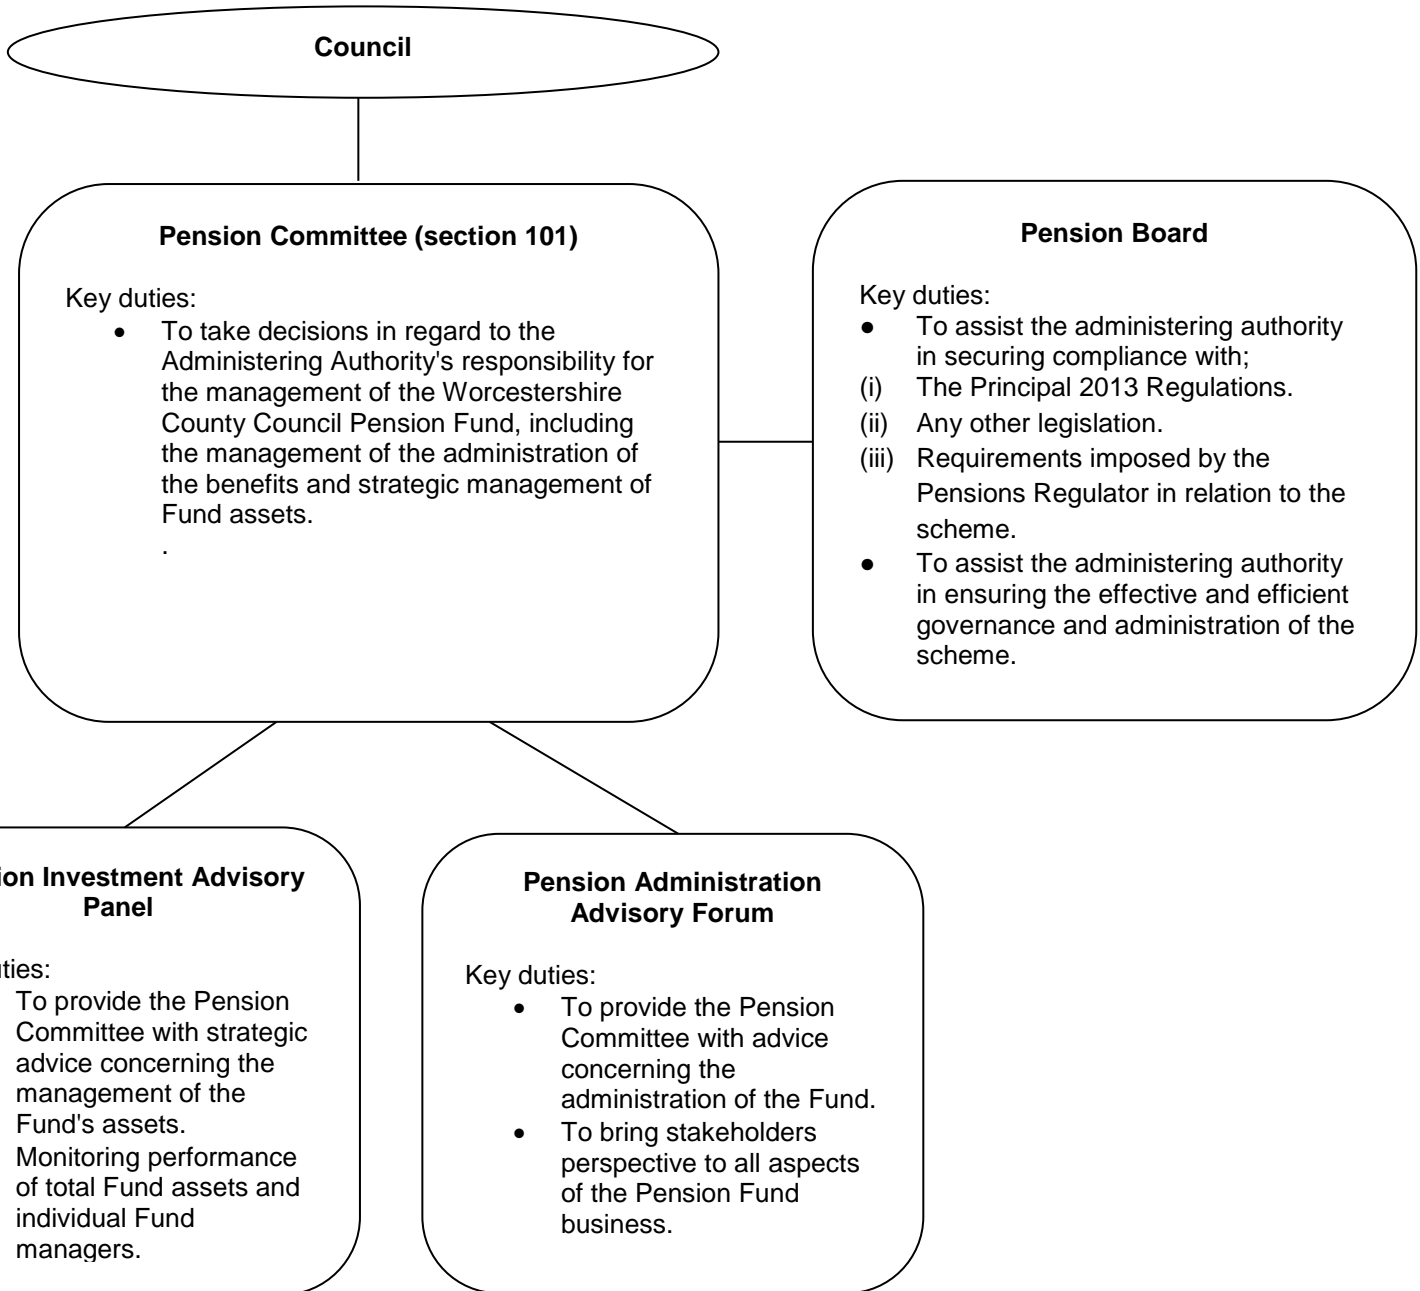 Council
Pension Committee (section 101)
Key duties:
• To take decisions in regard to the
Administering Authority's responsibility for
the management of the Worcestershire
County Council Pension Fund, including
the management of the administration of
the benefits and strategic management of
Fund assets.
.
Pension Board
Key duties:
● To assist the administering authority
in securing compliance with;
(i) The Principal 2013 Regulations.
(ii) Any other legislation.
(iii) Requirements imposed by the
Pensions Regulator in relation to the
scheme.
● To assist the administering authority
in ensuring the effective and efficient
governance and administration of the
scheme.
Investment Advisory
Panel
To provide the Pension
Committee with strategic
advice concerning the
management of the
Fund's assets.
Monitoring performance
of total Fund assets and
individual Fund
managers.
Pension Administration
Advisory Forum
Key duties:
• To provide the Pension
Committee with advice
concerning the
administration of the Fund.
• To bring stakeholders
perspective to all aspects
of the Pension Fund
business.